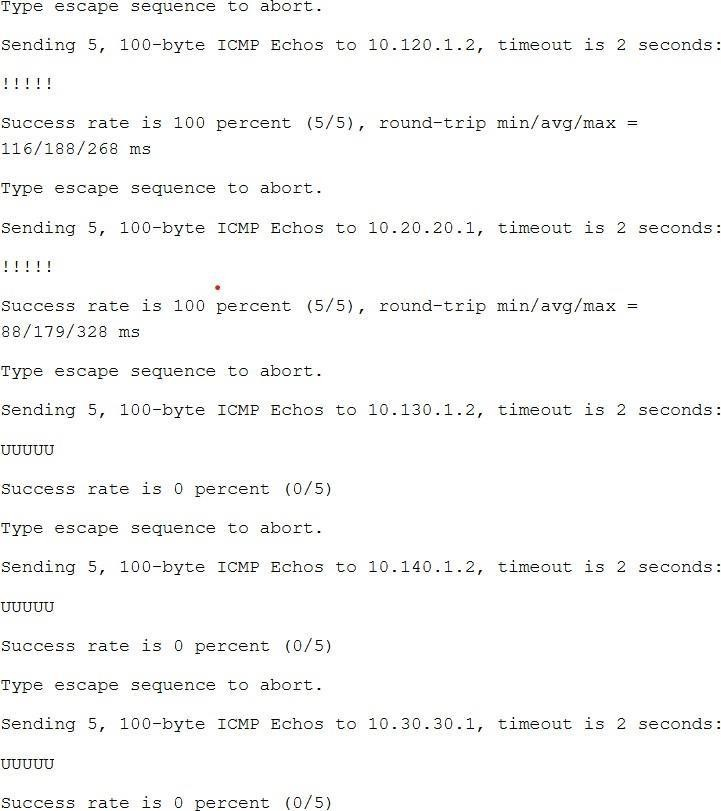 Type escape sequence to abort.
Sending 5, 100-byte ICMP Echos to 10.120.1.2, timeout is 2 seconds:
!!!!!
Success rate is 100 percent (5/5), round-trip min/avg/max =
116/188/268 ms
Type escape sequence to abort.
Sending 5, 100-byte ICMP Echos to 10.20.20.1, timeout is 2 seconds:
!!!!!
Success rate is 100 percent (5/5), round-trip min/avg/max =
88/179/328 ms
Type escape sequence to abort.
Sending 5, 100-byte ICMP Echos to 10.130.1.2, timeout is 2 seconds:
UUUUU
Success rate is 0 percent (0/5)
Type escape sequence to abort.
Sending 5, 100-byte ICMP Echos to 10.140.1.2, timeout is 2 seconds:
UUUUU
Success rate is 0 percent (0/5)
Type escape sequence to abort.
Sending 5, 100-byte ICMP Echos to 10.30.30.1, timeout is 2 seconds:
UUUUU
Success rate is 0 percent (0/5)